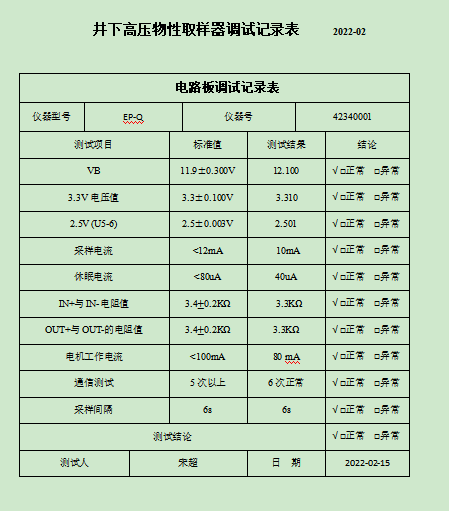 井下高压物性取样器调试记录表 2022-02
电路板调试记录表
仪器型号 EP-Q 仪器号 42340001
测试项目 标准值 测试结果 结论
VB 11.9±0.300V 12.100 √□正常 □异常
3.3V 电压值 3.3±0.100V 3.310 √□正常 □异常
2.5V (U5-6) 2.5±0.003V 2.501 √□正常 □异常
采样电流 <12mA 10mA √□正常 □异常
休眠电流 <80uA 40uA √□正常 □异常
IN+与 IN-电阻值 3.4±0.2KΩ 3.3KΩ √□正常 □异常
OUT+与 OUT-的电阻值 3.4±0.2KΩ 3.3KΩ √□正常 □异常
电机工作电流 <100mA 80 mA √□正常 □异常
通信测试 5 次以上 6 次正常 √□正常 □异常
采样间隔 6s 6s √□正常 □异常
测试结论 √□正常 □异常
测试人 宋超 日 期 2022-02-15